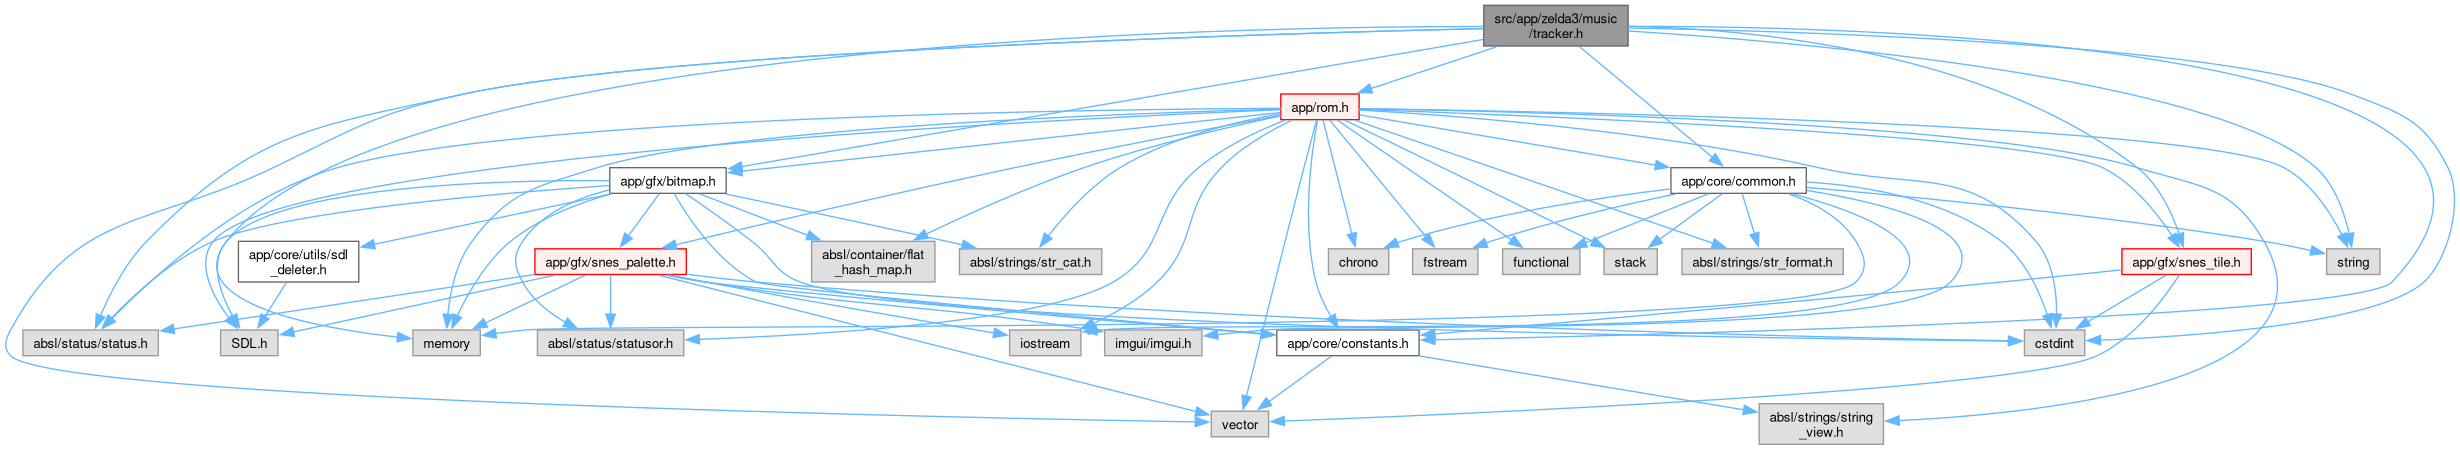 src/app/zelda3/music
/tracker.h
app/rom.h
app/gfx/bitmap.h
app/core/common.h
app/core/utils/sdl
_deleter.h
app/gfx/snes_palette.h
absl/container/flat
_hash_map.h
absl/strings/str_cat.h
chrono
fstream
functional
stack
absl/strings/str_format.h
app/gfx/snes_tile.h
string
absl/status/status.h
SDL.h
memory
absl/status/statusor.h
iostream
imgui/imgui.h
app/core/constants.h
cstdint
vector
absl/strings/string
_view.h